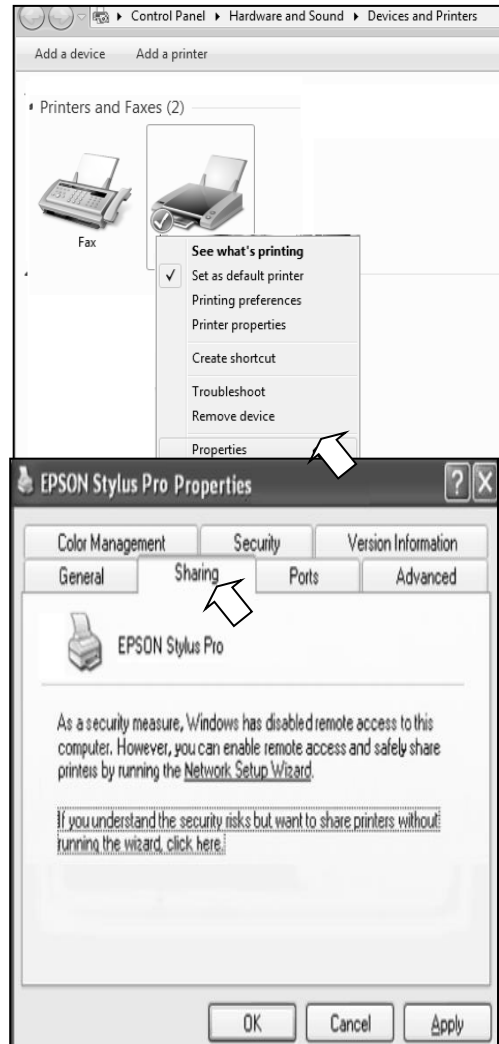 Control Panel ▸ Hardware and Sound ▸ Devices and Printers
Add a device Add a printer
Printers and Faxes (2)
Fax
See what's printing
Set as default printer
Printing preferences
Printer properties
Create shortcut
Troubleshoot
Remove device
Properties
EPSON Stylus Pro Properties
Color Management Security Version Information
General Sharing Ports Advanced
EPSON Stylus Pro
As a security measure, Windows has disabled remote access to this
computer. However, you can enable remote access and safely share
printers by running the Network Setup Wizard.
If you understand the security risks but want to share printers without
running the wizard, click here.
OK Cancel Apply